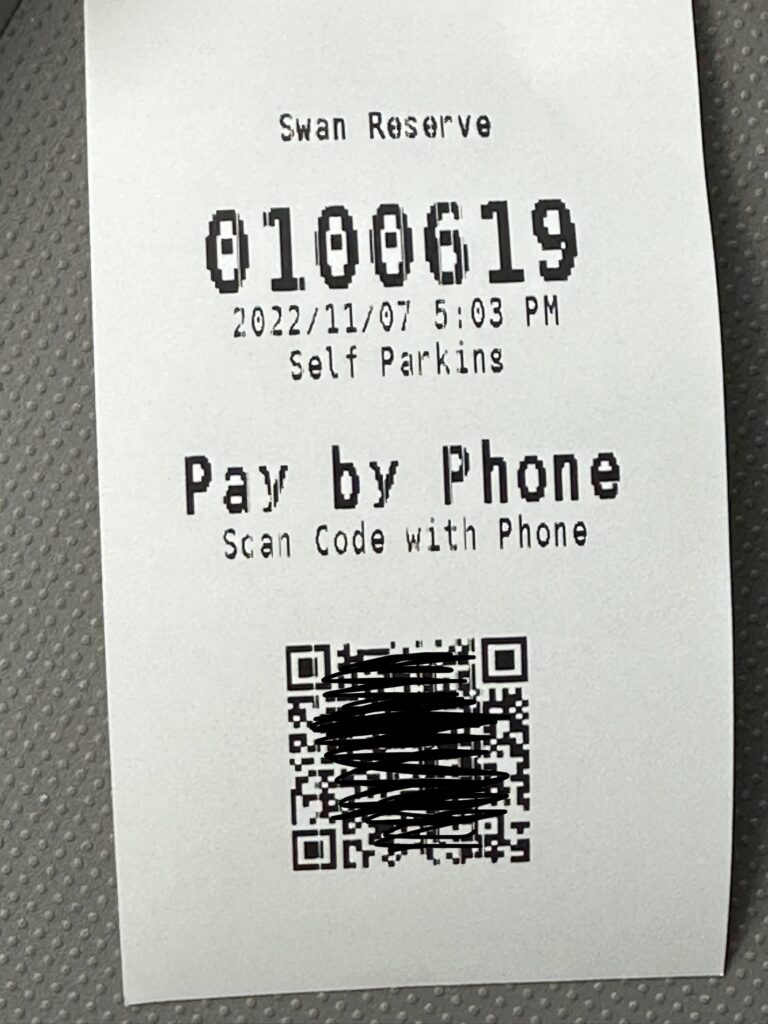 Swan Reserve
0100619
2022/11/07 5:03 PM
Self Parking
Pay by Phone
Scan Code with Phone